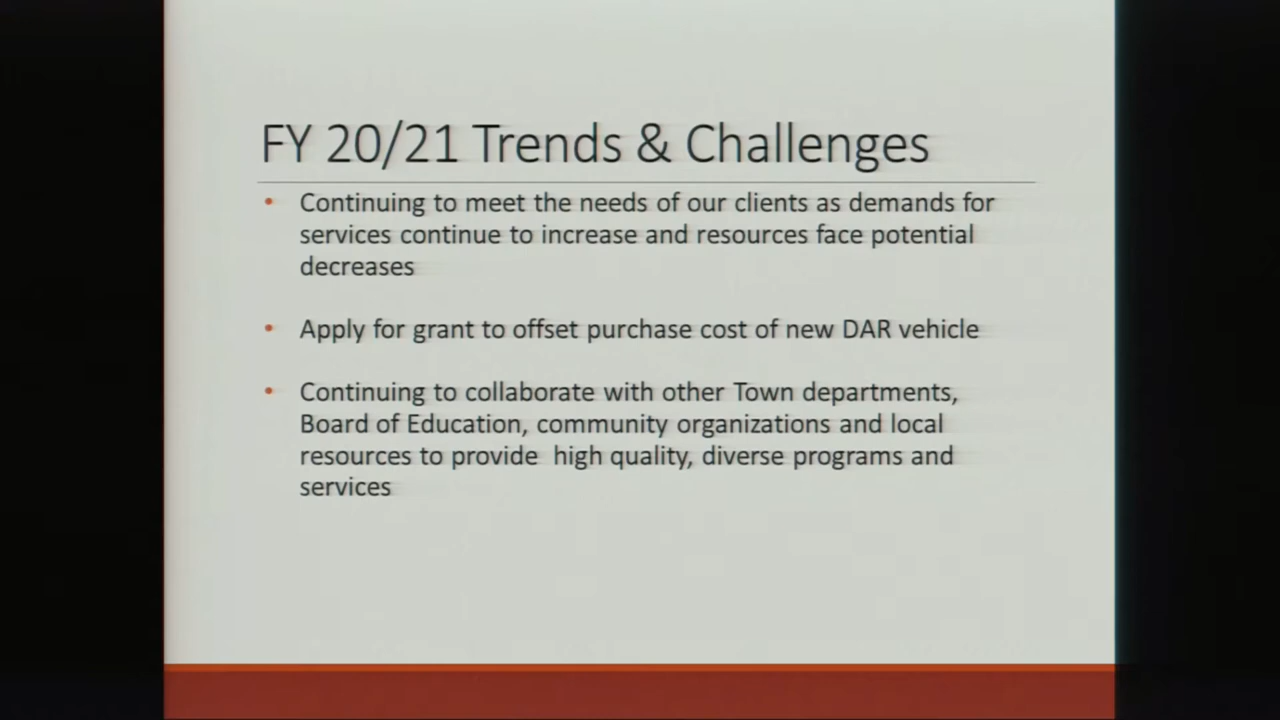 FY 20/21 Trends & Challenges
• Continuing to meet the needs of our clients as demands for
services continue to increase and resources face potential
decreases
• Apply for grant to offset purchase cost of new DAR vehicle
• Continuing to collaborate with other Town departments,
Board of Education, community organizations and local
resources to provide  high quality, diverse programs and
services